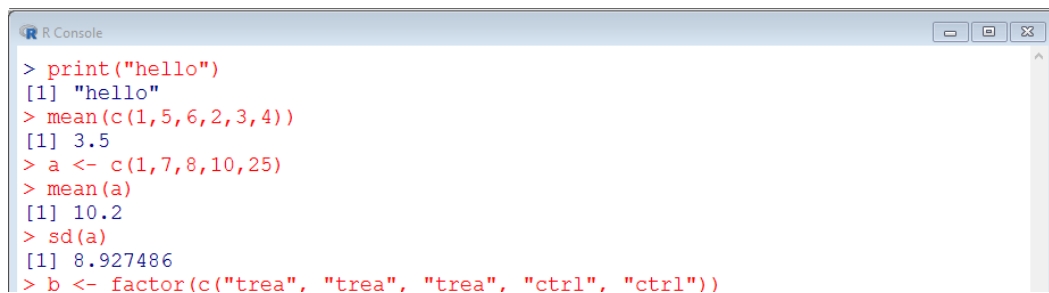 R Console
> print("hello")
[1] "hello"
> mean(c(1,5,6,2,3,4))
[1] 3.5
> a <- c(1,7,8,10,25)
> mean(a)
[1] 10.2
> sd(a)
[1] 8.927486
> b <- factor(c("trea", "trea", "trea", "ctrl", "ctrl"))